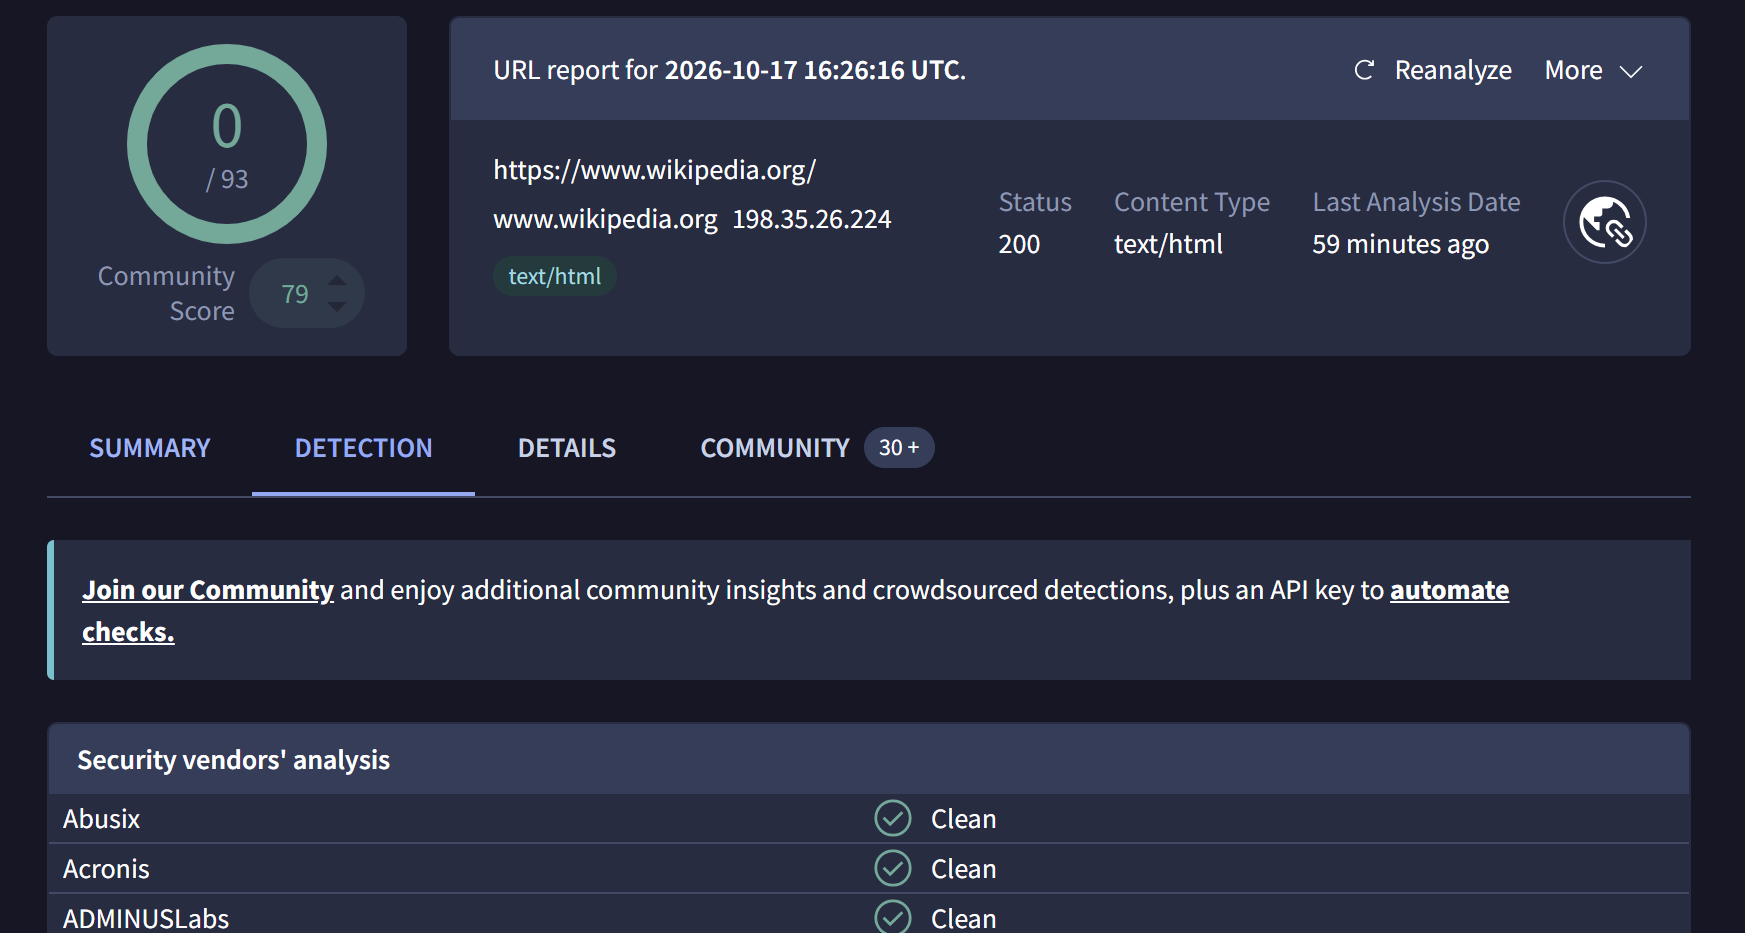 0
/ 93
Community
Score
79
URL report for 2026-10-17 16:26:16 UTC.
Reanalyze
More
https://www.wikipedia.org/
www.wikipedia.org 198.35.26.224
text/html
Status
200
Content Type
text/html
Last Analysis Date
59 minutes ago
SUMMARY
DETECTION
DETAILS
COMMUNITY
30 +
Join our Community and enjoy additional community insights and crowdsourced detections, plus an API key to automate
checks.
Security vendors' analysis
Abusix Clean
Acronis Clean
ADMINUSLabs Clean